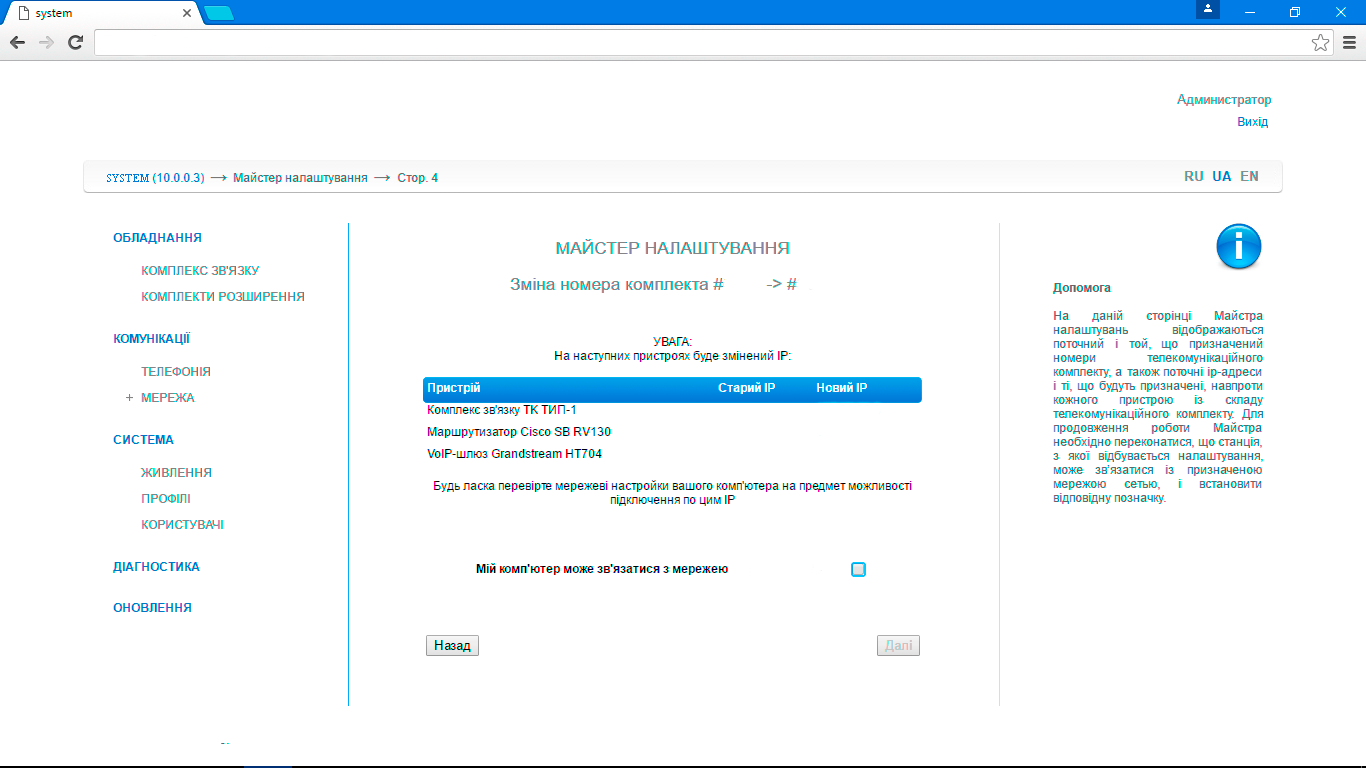 system
Администратор
Вихід
SYSTEM (10.0.0.3) → Майстер налаштування → Стор. 4
RU UA EN
ОБЛАДНАННЯ
КОМПЛЕКС ЗВ'ЯЗКУ
КОМПЛЕКТИ РОЗШИРЕННЯ
КОМУНІКАЦІЇ
ТЕЛЕФОНІЯ
+ МЕРЕЖА
СИСТЕМА
ЖИВЛЕННЯ
ПРОФІЛІ
КОРИСТУВАЧІ
ДІАГНОСТИКА
ОНОВЛЕННЯ
МАЙСТЕР НАЛАШТУВАННЯ
Зміна номера комплекта # -> #
УВАГА:
На наступних пристроях буде змінений IP:
Пристрій Старий IP Новий IP
Комплекс зв'язку ТК ТИП-1
Маршрутизатор Cisco SB RV130
VoIP-шлюз Grandstream HT704
Будь ласка перевірте мережеві настройки вашого комп'ютера на предмет можливості
підключення по цим IP
Мій комп'ютер може зв'язатися з мережею
Назад
Далі
Допомога
На даній сторінці Майстра
налаштувань відображаються
поточний і той, що призначений
номери телекомунікаційного
комплекту, а також поточні ір-адреси
і ті, що будуть призначені, навпроти
кожного пристрою із складу
телекомунікаційного комплекту. Для
продовження роботи Майстра
необхідно переконатися, що станція,
з якої відбувається налаштування,
може зв'язатися із призначеною
мережою сетью, і встановити
відповідну позначку.